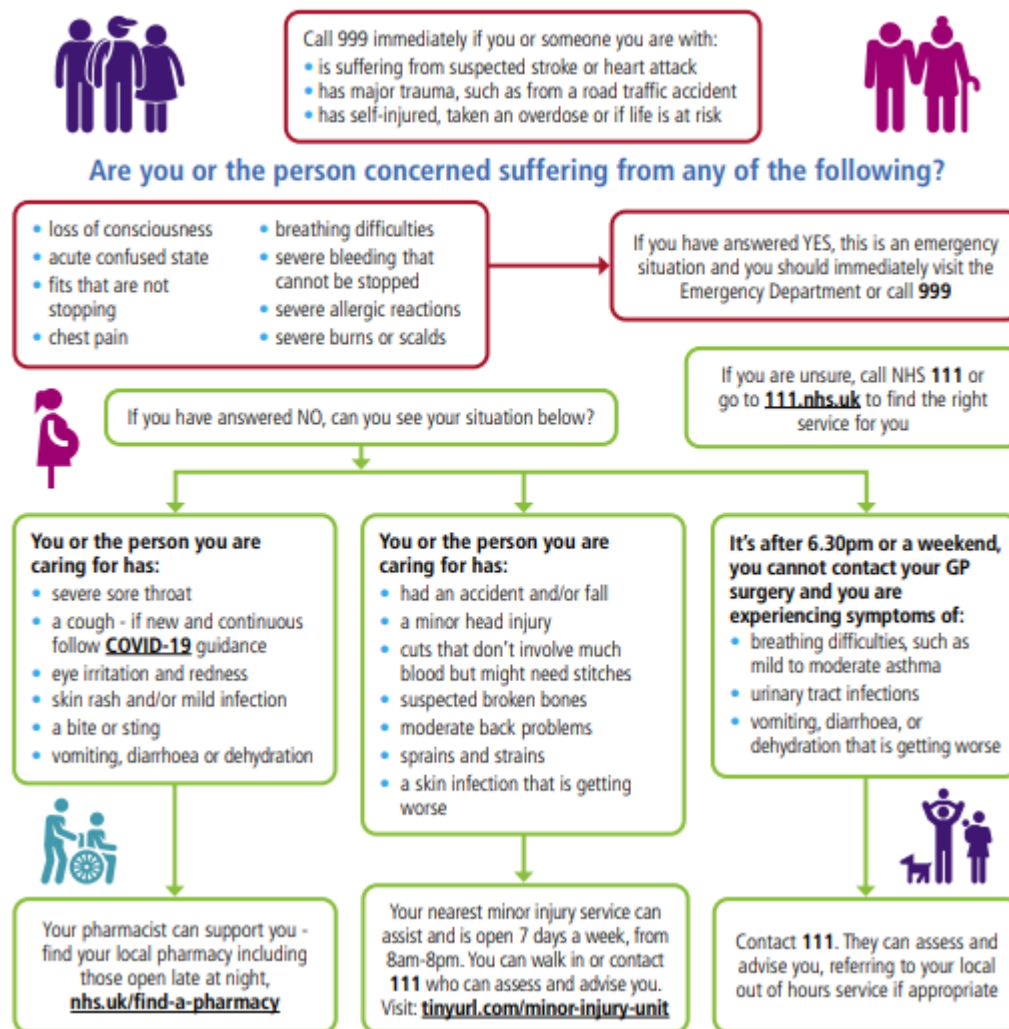 Call 999 immediately if you or someone you are with:
• is suffering from suspected stroke or heart attack
• has major trauma, such as from a road traffic accident
• has self-injured, taken an overdose or if life is at risk
Are you or the person concerned suffering from any of the following?
• loss of consciousness
• acute confused state
• fits that are not
stopping
• chest pain
• breathing difficulties
• severe bleeding that
cannot be stopped
• severe allergic reactions
• severe burns or scalds
If you have answered YES, this is an emergency
situation and you should immediately visit the
Emergency Department or call 999
If you are unsure, call NHS 111 or
go to 111.nhs.uk to find the right
service for you
If you have answered NO, can you see your situation below?
You or the person you are
caring for has:
• severe sore throat
• a cough - if new and continuous
follow COVID-19 guidance
• eye irritation and redness
• skin rash and/or mild infection
• a bite or sting
• vomiting, diarrhoea or dehydration
You or the person you are
caring for has:
• had an accident and/or fall
• a minor head injury
• cuts that don't involve much
blood but might need stitches
• suspected broken bones
• moderate back problems
• sprains and strains
• a skin infection that is getting
worse
It's after 6.30pm or a weekend,
you cannot contact your GP
surgery and you are
experiencing symptoms of:
• breathing difficulties, such as
mild to moderate asthma
• urinary tract infections
• vomiting, diarrhoea, or
dehydration that is getting worse
Your pharmacist can support you -
find your local pharmacy including
those open late at night,
nhs.uk/find-a-pharmacy
Your nearest minor injury service can
assist and is open 7 days a week, from
8am-8pm. You can walk in or contact
111 who can assess and advise you.
Visit: tinyurl.com/minor-injury-unit
Contact 111. They can assess and
advise you, referring to your local
out of hours service if appropriate